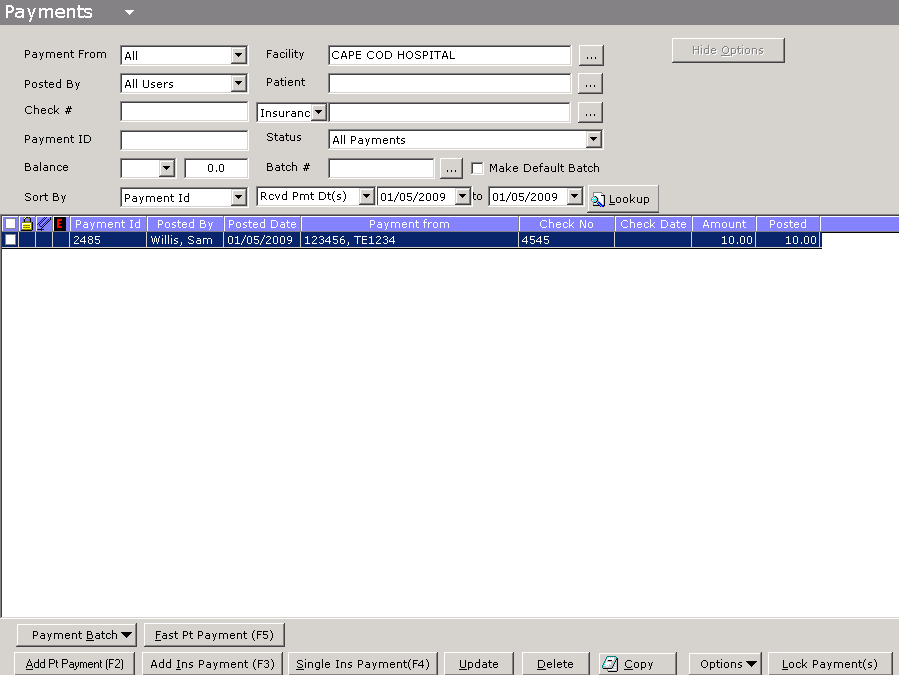 Payments
Payment From All Facility CAPE COD HOSPITAL ... Hide Options
Posted By All Users Patient ...
Check # Insuranc ...
Payment ID Status All Payments
Balance 0.0 Batch # ... Make Default Batch
Sort By Payment Id Rcvd Pmt Dt(s) 01/05/2009 to 01/05/2009 Lookup
E Payment Id Posted By Posted Date Payment from Check No Check Date Amount Posted
2485 Willis, Sam 01/05/2009 123456, TE1234 4545 10.00 10.00
Payment Batch Fast Pt Payment (F5)
Add Pt Payment (F2) Add Ins Payment (F3) Single Ins Payment(F4) Update Delete Copy Options Lock Payment(s)